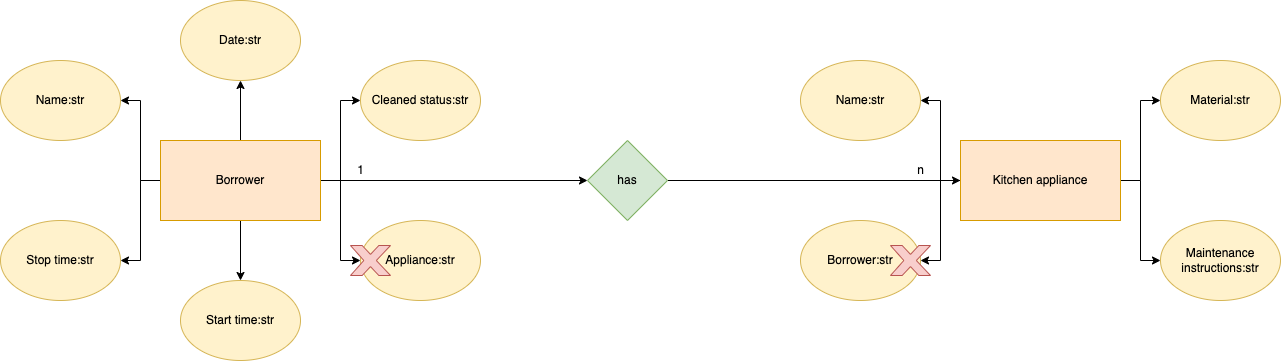 Date:str
Name:str
Cleaned status:str
Name:str
Material:str
1
n
Borrower
has
Kitchen appliance
Stop time:str
Appliance:str
Borrower:str
Maintenance
instructions:str
Start time:str